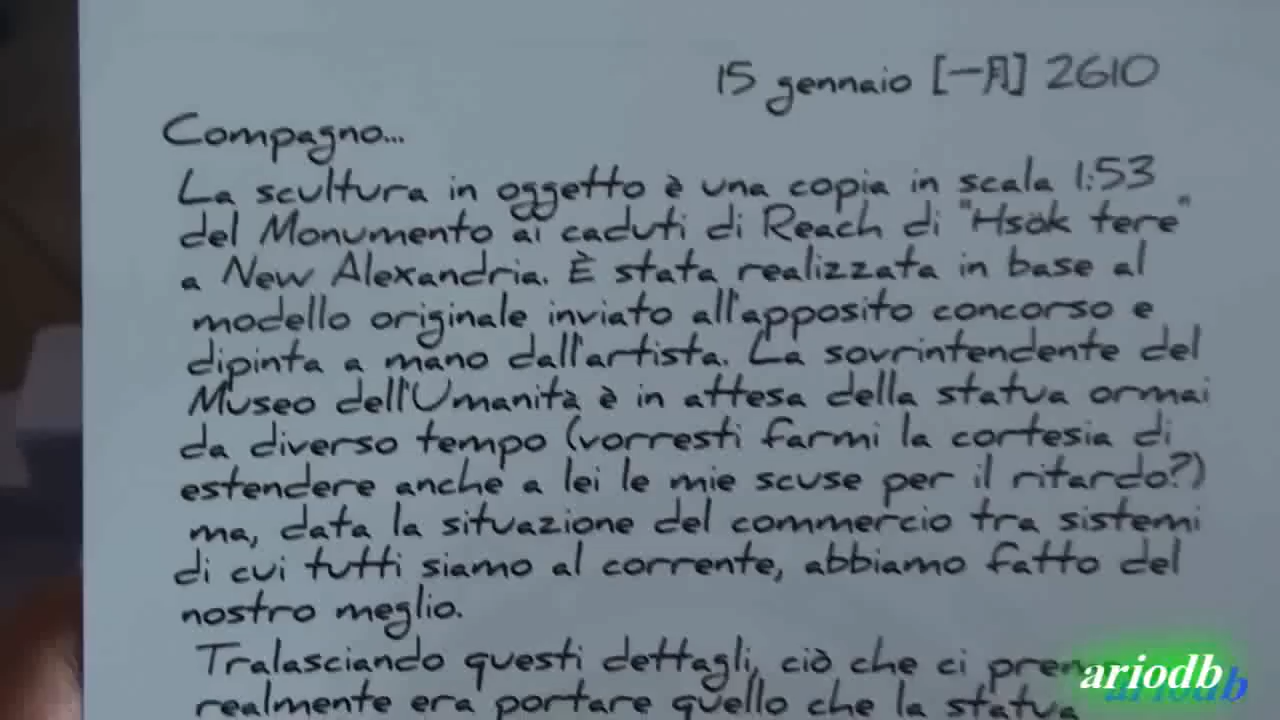 15 gennaio [一月] 2610
Compagno...
La scultura in oggetto è una copia in scala 1:53
del Monumento ai caduti di Reach di "Hsök tere"
a New Alexandria. È stata realizzata in base al
modello originale inviato all'apposito concorso e
dipinta a mano dall'artista. La sovrintendente del
Museo dell'Umanità è in attesa della statua ormai
da diverso tempo (vorresti farmi la cortesia di
estendere anche a lei le mie scuse per il ritardo?)
ma, data la situazione del commercio tra sistemi
di cui tutti siamo al corrente, abbiamo fatto del
nostro meglio.
Tralasciando questi dettagli, ciò che ci
realmente era portare quello che la statua
ariodb